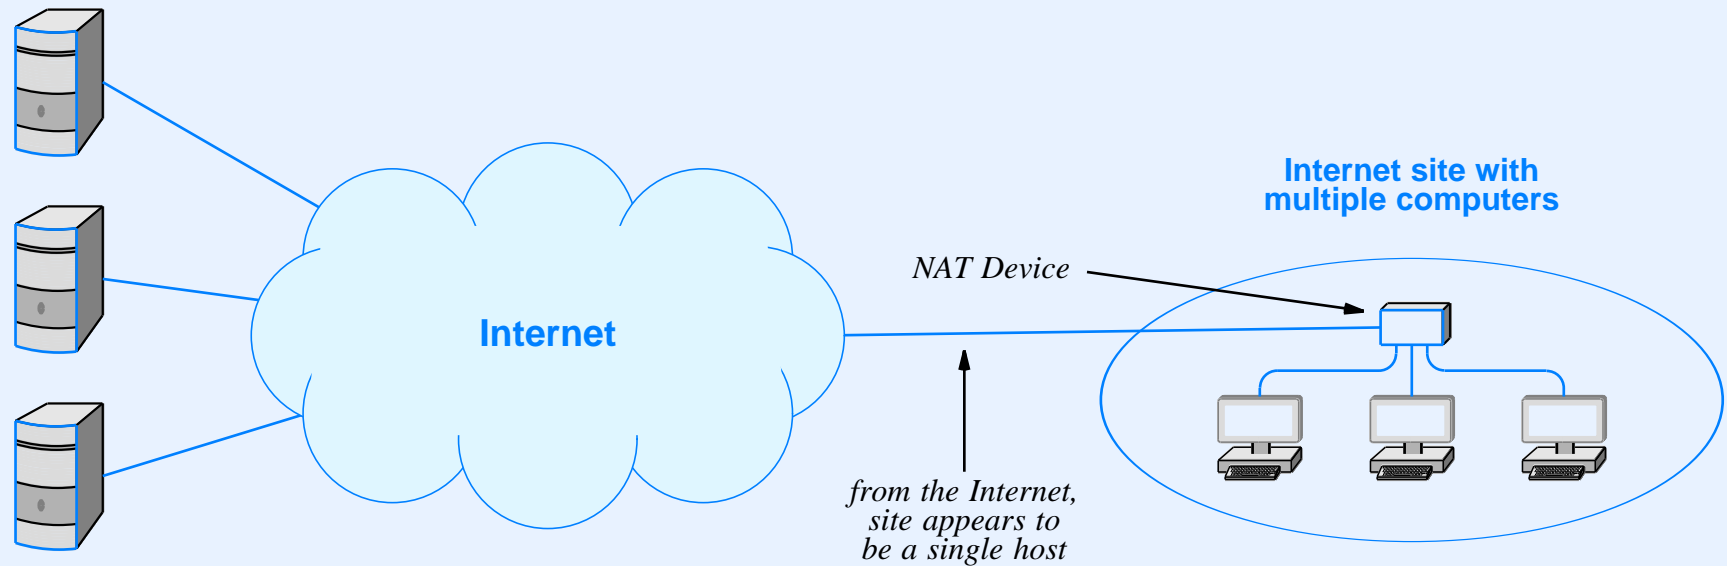 Internet site with
multiple computers
NAT Device
Internet
from the Internet,
site appears to
be a single host